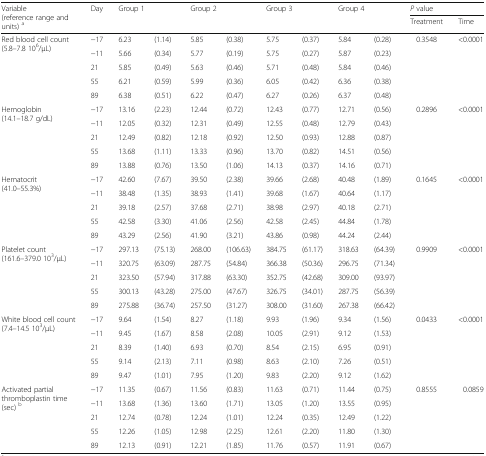 Variable (reference range and units) a Day Group 1 Group 2 Group 3 Group 4 P value
Treatment Time
Red blood cell count (5.8–7.8 10^6/μL) −17 6.23 (1.14) 5.85 (0.38) 5.75 (0.37) 5.84 (0.28) 0.3548 <0.0001
−11 5.66 (0.34) 5.77 (0.19) 5.75 (0.27) 5.87 (0.23)
21 5.85 (0.49) 5.63 (0.46) 5.71 (0.48) 5.84 (0.46)
55 6.21 (0.59) 5.99 (0.36) 6.05 (0.42) 6.36 (0.38)
89 6.38 (0.51) 6.22 (0.47) 6.27 (0.26) 6.37 (0.48)
Hemoglobin (14.1–18.7 g/dL) −17 13.16 (2.23) 12.44 (0.72) 12.43 (0.77) 12.71 (0.56) 0.2896 <0.0001
−11 12.05 (0.32) 12.31 (0.49) 12.55 (0.48) 12.79 (0.43)
21 12.49 (0.82) 12.18 (0.92) 12.50 (0.93) 12.88 (0.87)
55 13.68 (1.11) 13.33 (0.96) 13.70 (0.82) 14.51 (0.56)
89 13.88 (0.76) 13.50 (1.06) 14.13 (0.37) 14.16 (0.71)
Hematocrit (41.0–55.3%) −17 42.60 (7.67) 39.50 (2.38) 39.66 (2.68) 40.48 (1.89) 0.1645 <0.0001
−11 38.48 (1.35) 38.93 (1.41) 39.68 (1.67) 40.64 (1.17)
21 39.18 (2.57) 37.68 (2.71) 38.98 (2.97) 40.18 (2.71)
55 42.58 (3.30) 41.06 (2.56) 42.58 (2.45) 44.84 (1.78)
89 43.29 (2.56) 41.90 (3.21) 43.86 (0.98) 44.24 (2.44)
Platelet count (161.6–379.0 10^3/μL) −17 297.13 (75.13) 268.00 (106.63) 384.75 (61.17) 318.63 (64.39) 0.9909 <0.0001
−11 320.75 (63.09) 287.75 (54.84) 366.38 (50.36) 296.75 (71.34)
21 323.50 (57.94) 317.88 (63.30) 352.75 (42.68) 309.00 (93.97)
55 300.13 (43.28) 275.00 (47.67) 326.75 (34.01) 287.75 (56.39)
89 275.88 (36.74) 257.50 (31.27) 308.00 (31.60) 267.38 (66.42)
White blood cell count (7.4–14.5 10^3/μL) −17 9.64 (1.54) 8.27 (1.18) 9.93 (1.96) 9.34 (1.56) 0.0433 <0.0001
−11 9.45 (1.67) 8.58 (2.08) 10.05 (2.91) 9.12 (1.53)
21 8.39 (1.40) 6.93 (0.70) 8.54 (2.15) 6.95 (0.91)
55 9.14 (2.13) 7.11 (0.98) 8.63 (2.10) 7.26 (0.51)
89 9.47 (1.01) 7.95 (1.20) 9.83 (2.20) 9.12 (1.62)
Activated partial thromboplastin time (sec) b −17 11.35 (0.67) 11.56 (0.83) 11.63 (0.71) 11.44 (0.75) 0.8555 0.0859
−11 13.68 (1.36) 13.60 (1.71) 13.05 (1.20) 13.55 (0.95)
21 12.74 (0.78) 12.24 (1.01) 12.24 (0.35) 12.49 (1.22)
55 12.26 (1.05) 12.98 (2.25) 12.61 (2.20) 11.80 (1.30)
89 12.13 (0.91) 12.21 (1.85) 11.76 (0.57) 11.91 (0.67)